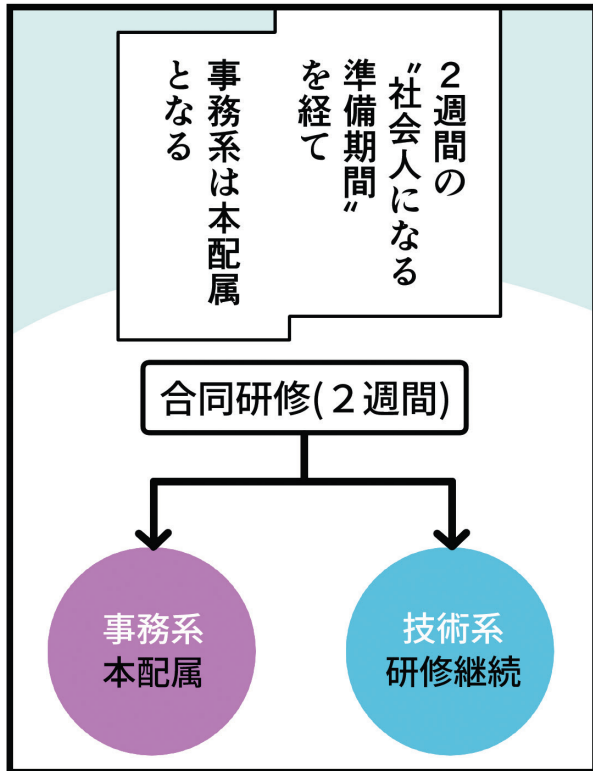 ２週間の
〝社会人になる
準備期間〟
を経て
事務系は本配属
となる
合同研修(２週間)
事務系
本配属
技術系
研修継続